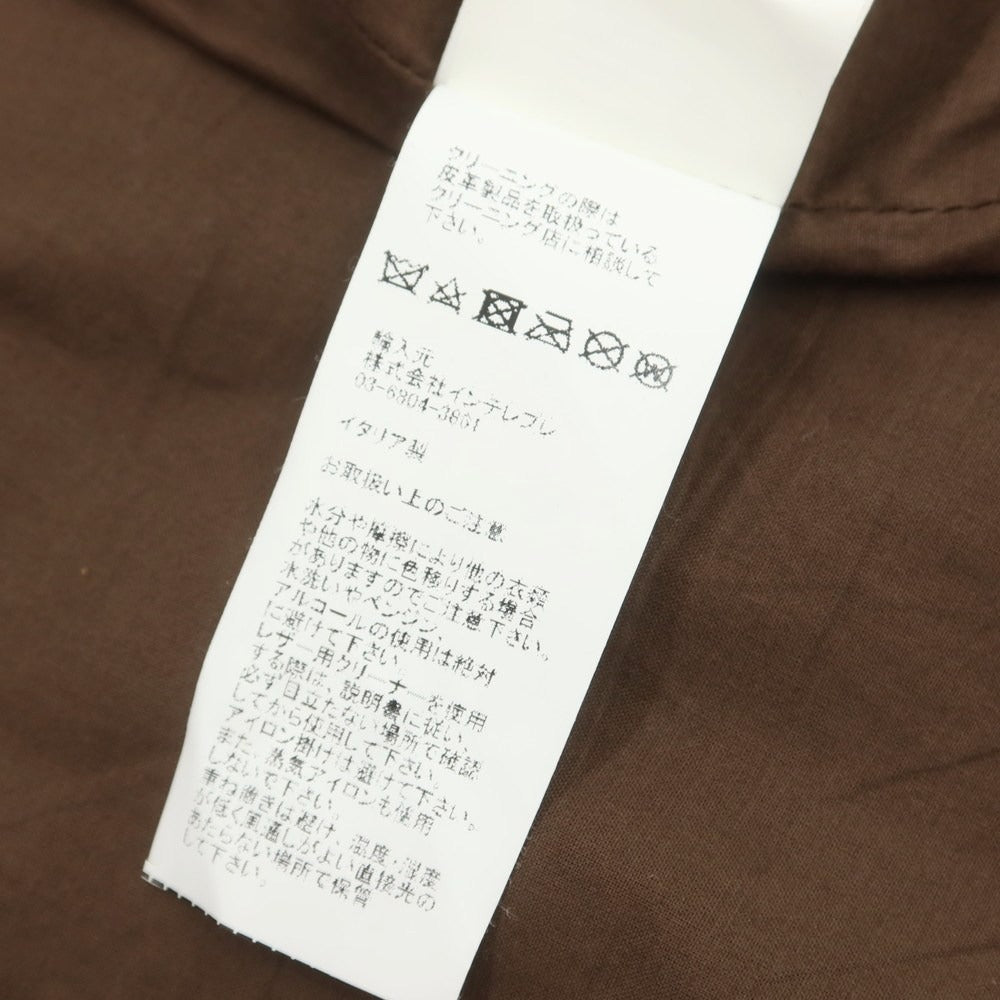 クリーニングの際は
皮革製品を取扱っている
クリーニング店に相談して
下さい。
輸入元
株式会社インテレプレ
03-6804-3861
イタリア製
お取扱い上のご注意
水分や摩擦により他の衣類
や他の物に色移りする場合
がありますのでご注意下さい。
水洗いやベンジン、
アルコールの使用は絶対
に避けて下さい。
レザー用クリーナーを使用
する際は、説明書に従い、
必ず目立たない場所で確認
してから使用して下さい。
アイロン掛けは避けて下さい。
また、蒸気アイロンも使用
しないで下さい。
重ね置きは避け、温度、湿度
が低く風通しがよい直接光の
あたらない場所で保管
して下さい。